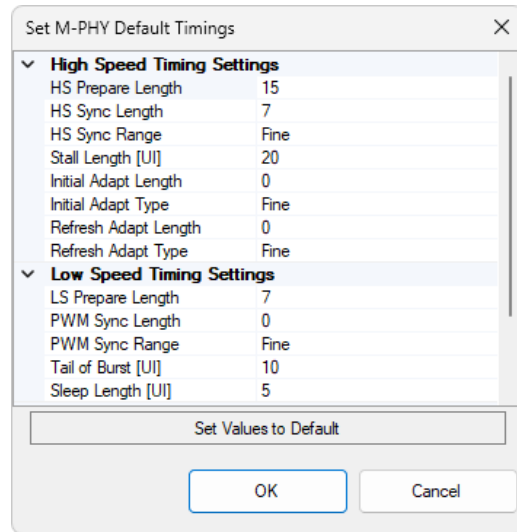 Set M-PHY Default Timings
High Speed Timing Settings
HS Prepare Length 15
HS Sync Length 7
HS Sync Range Fine
Stall Length [UI] 20
Initial Adapt Length 0
Initial Adapt Type Fine
Refresh Adapt Length 0
Refresh Adapt Type Fine
Low Speed Timing Settings
LS Prepare Length 7
PWM Sync Length 0
PWM Sync Range Fine
Tail of Burst [UI] 10
Sleep Length [UI] 5
Set Values to Default
OK Cancel